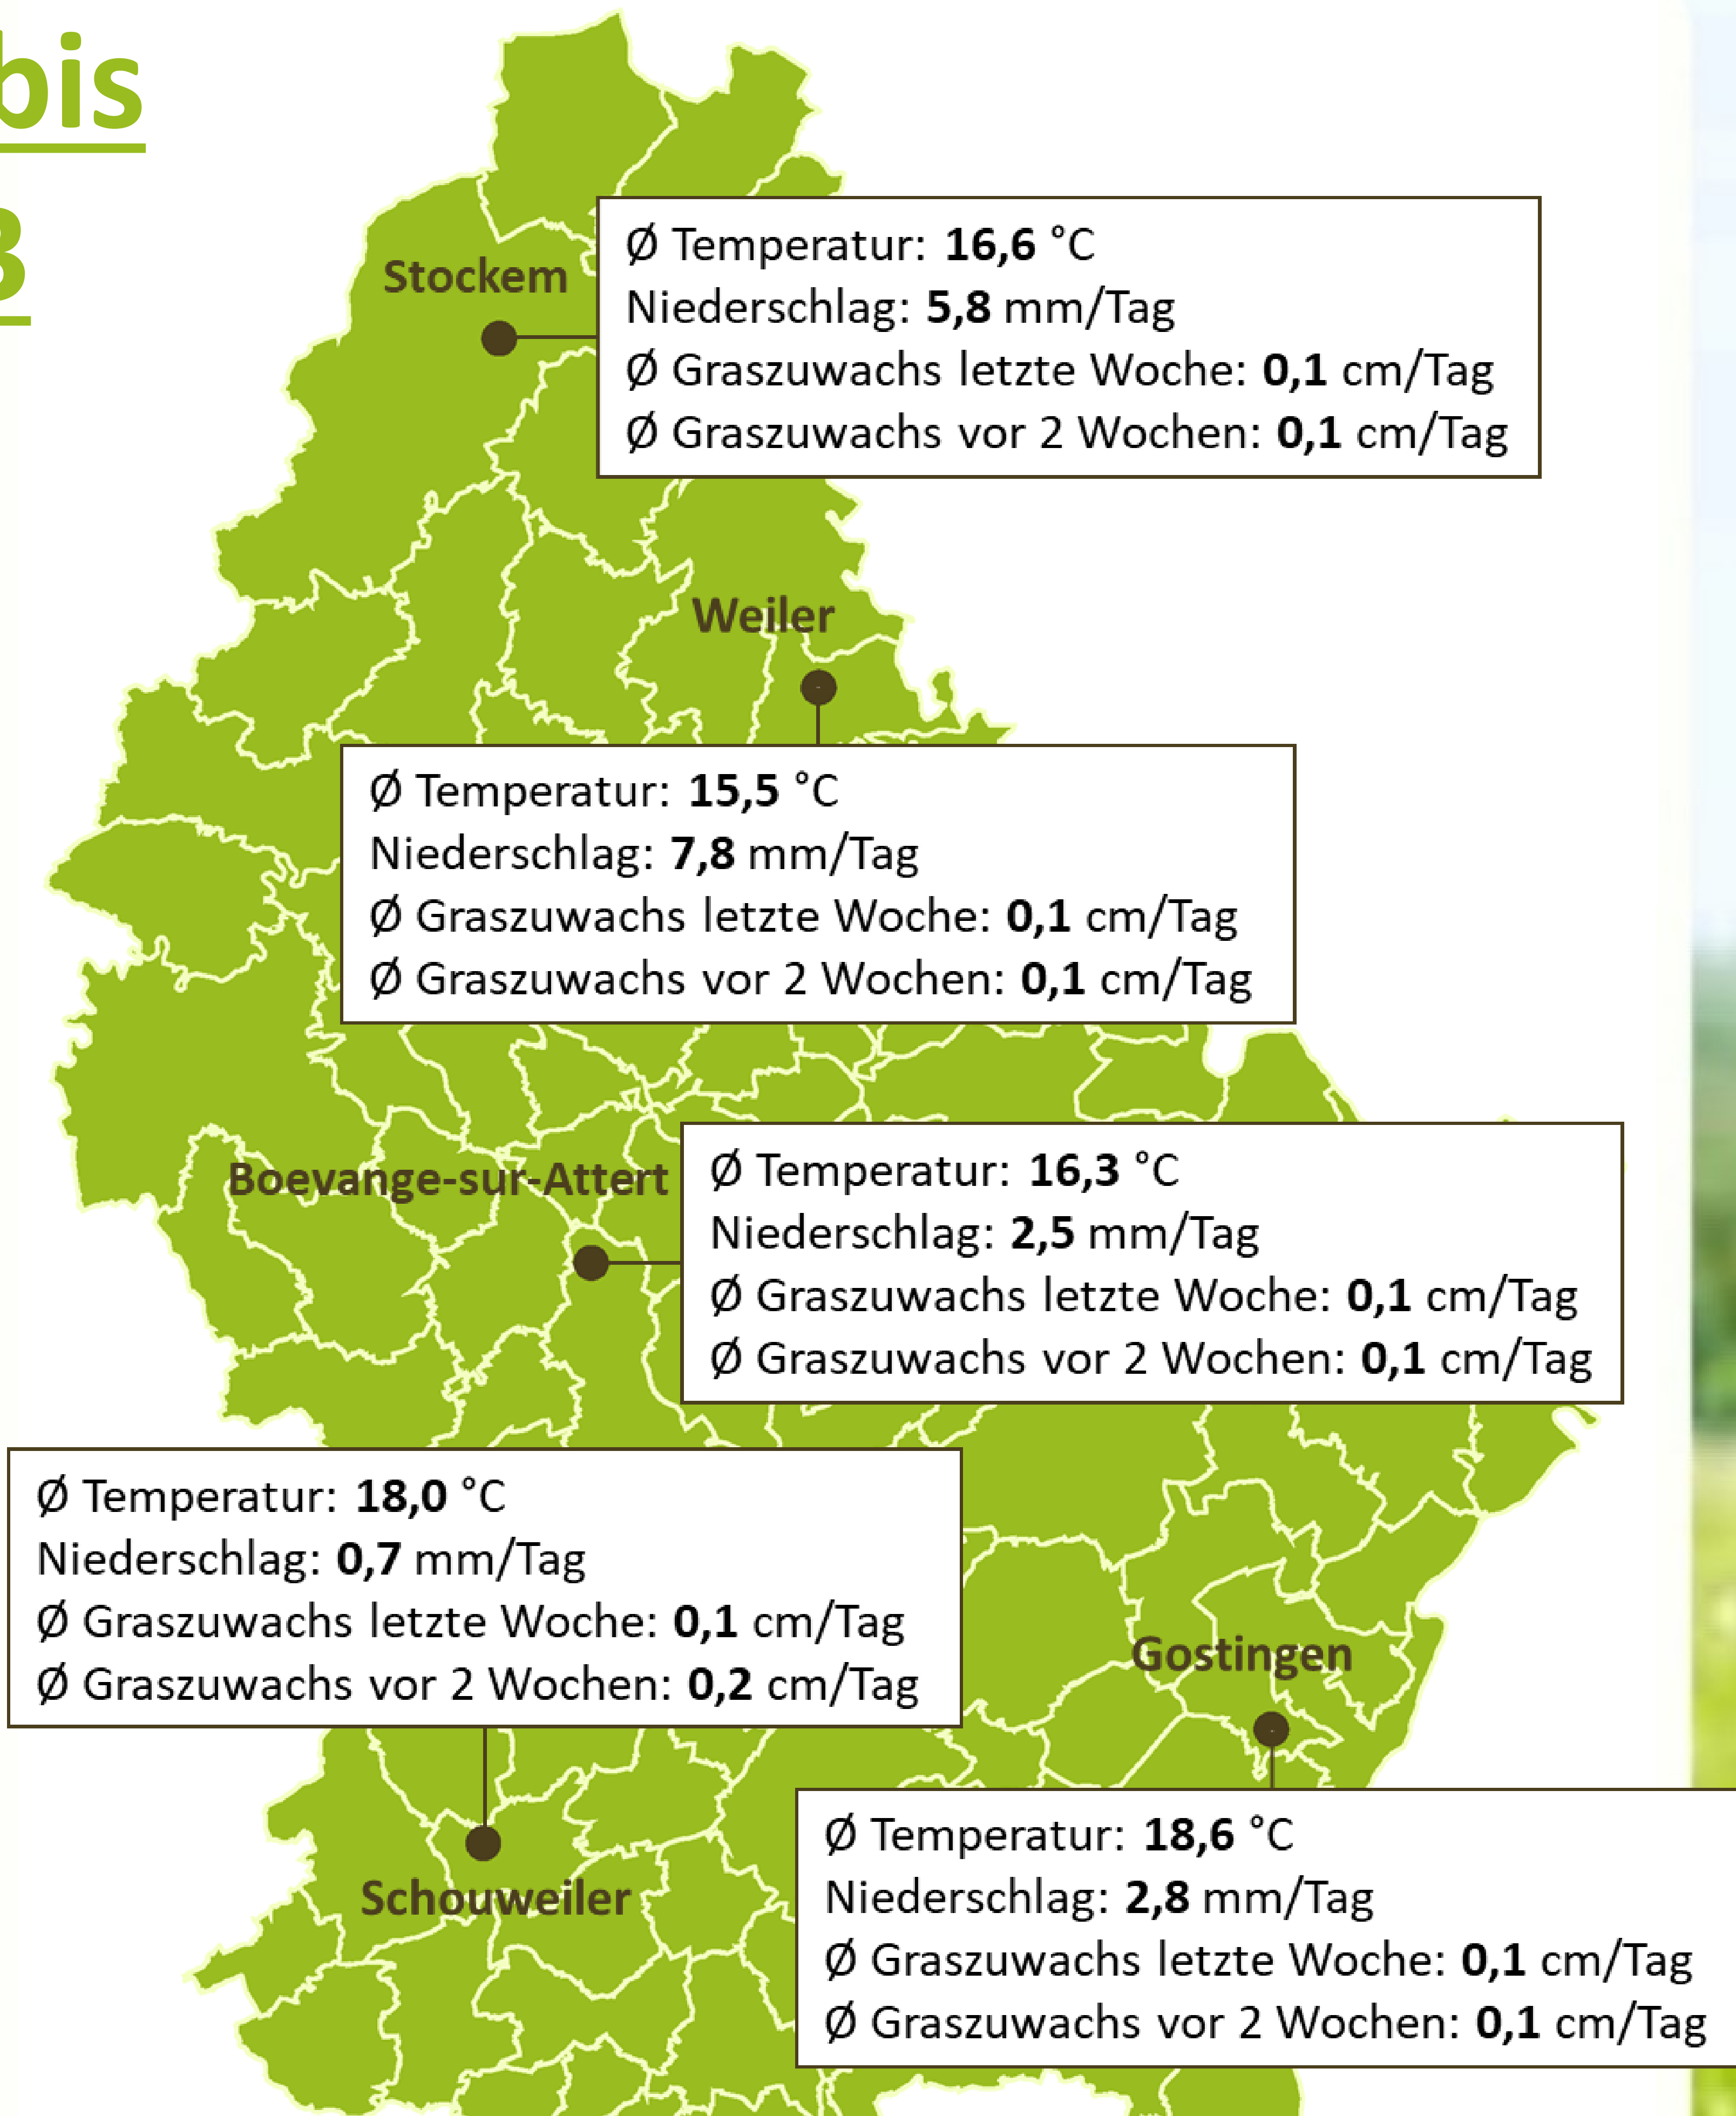 bis
3
Stockem
Ø Temperatur: 16,6 °C
Niederschlag: 5,8 mm/Tag
Ø Graszuwachs letzte Woche: 0,1 cm/Tag
Ø Graszuwachs vor 2 Wochen: 0,1 cm/Tag
Weiler
Ø Temperatur: 15,5 °C
Niederschlag: 7,8 mm/Tag
Ø Graszuwachs letzte Woche: 0,1 cm/Tag
Ø Graszuwachs vor 2 Wochen: 0,1 cm/Tag
Boevange-sur-Attert
Ø Temperatur: 16,3 °C
Niederschlag: 2,5 mm/Tag
Ø Graszuwachs letzte Woche: 0,1 cm/Tag
Ø Graszuwachs vor 2 Wochen: 0,1 cm/Tag
Ø Temperatur: 18,0 °C
Niederschlag: 0,7 mm/Tag
Ø Graszuwachs letzte Woche: 0,1 cm/Tag
Ø Graszuwachs vor 2 Wochen: 0,2 cm/Tag
Schouweiler
Gostingen
Ø Temperatur: 18,6 °C
Niederschlag: 2,8 mm/Tag
Ø Graszuwachs letzte Woche: 0,1 cm/Tag
Ø Graszuwachs vor 2 Wochen: 0,1 cm/Tag